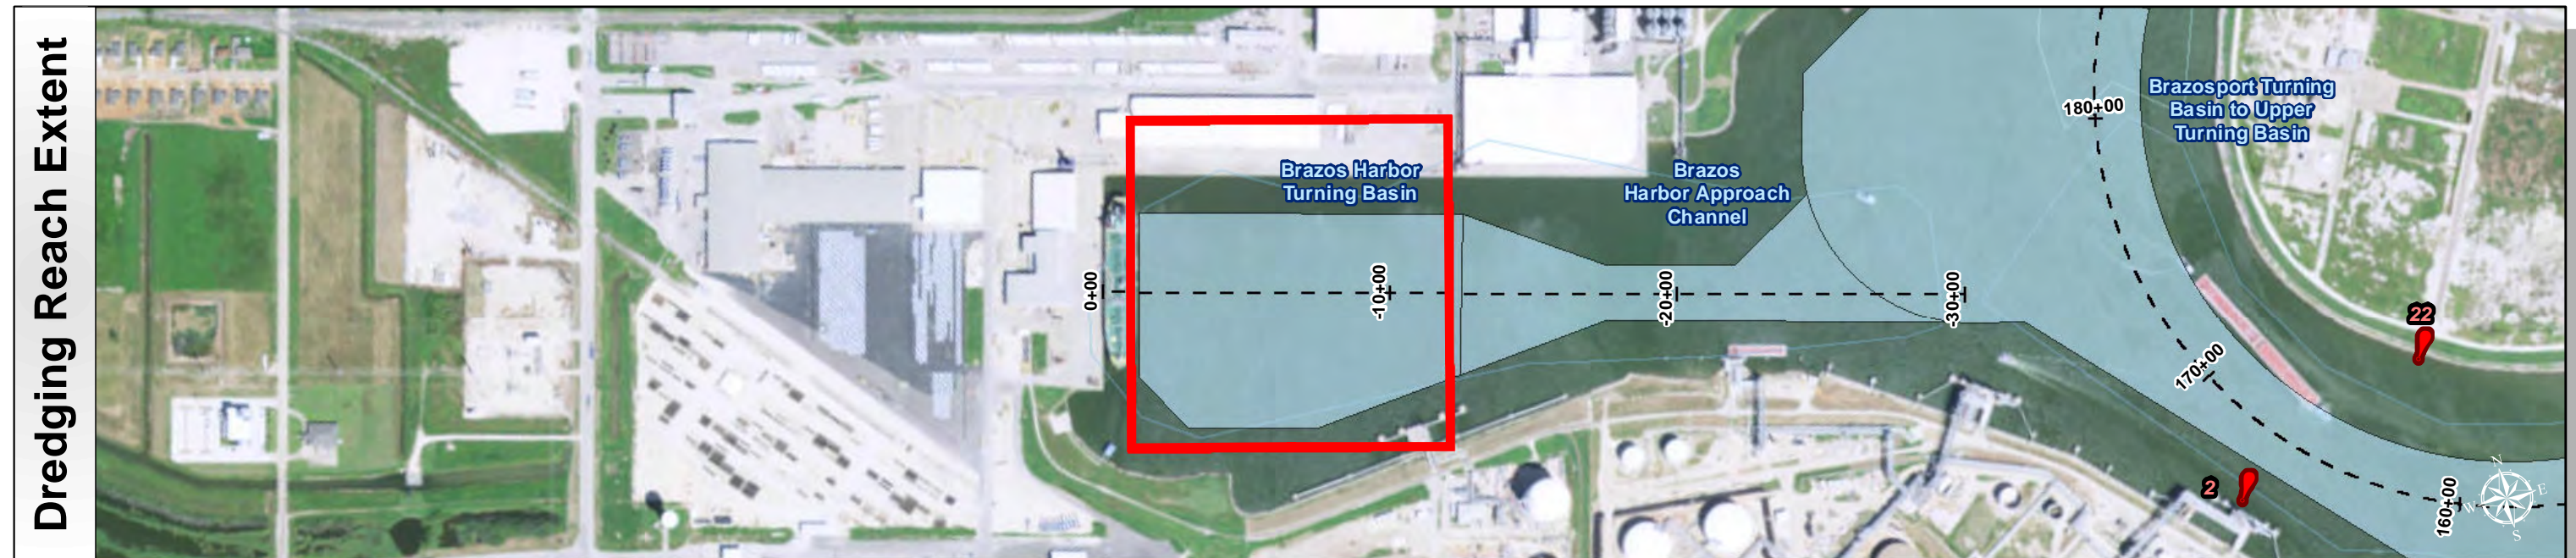 Dredging Reach Extent
Brazosport Turning
Basin to Upper
Turning Basin
180+00
Brazos Harbor
Turning Basin
Brazos
Harbor Approach
Channel
0+00
-10+00
-20+00
-30+00
22
170+00
2
160+00
N
W
E
S